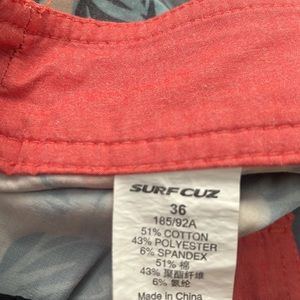 SURF CUZ
36
185/92A
51% COTTON
43% POLYESTER
6% SPANDEX
51% 棉
43% 聚酯纤维
6% 氨纶
Made in China